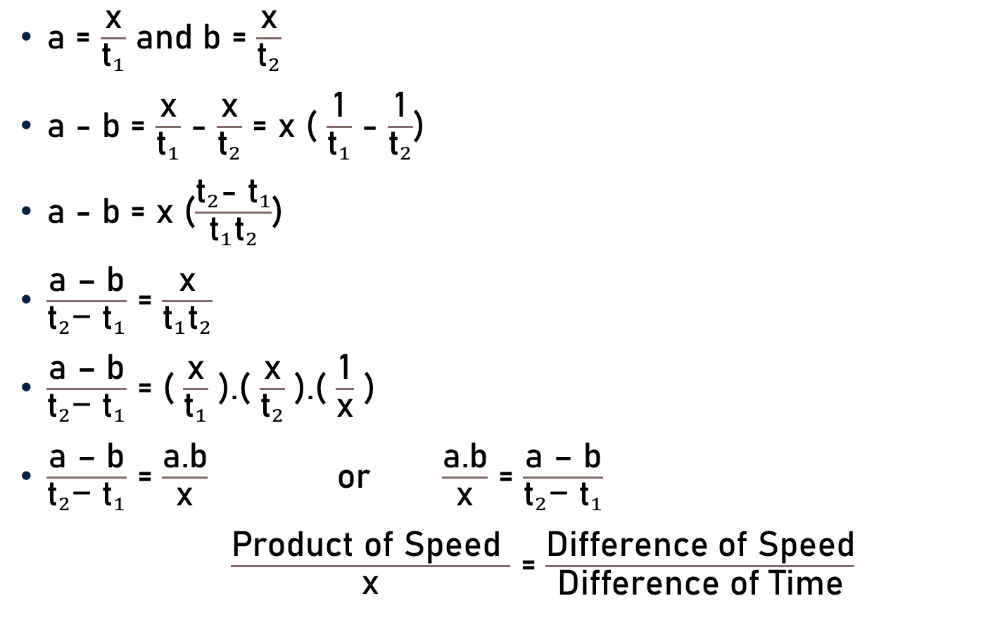 • a = x/t₁ and b = x/t₂
• a - b = x/t₁ - x/t₂ = x ( 1/t₁ - 1/t₂)
• a - b = x ((t₂- t₁)/(t₁t₂))
• (a - b)/(t₂- t₁) = x/(t₁t₂)
• (a - b)/(t₂- t₁) = ( x/t₁ ).( x/t₂ ).( 1/x )
• (a - b)/(t₂- t₁) = a.b/x or a.b/x = (a - b)/(t₂- t₁)
Product of Speed/x = Difference of Speed/Difference of Time